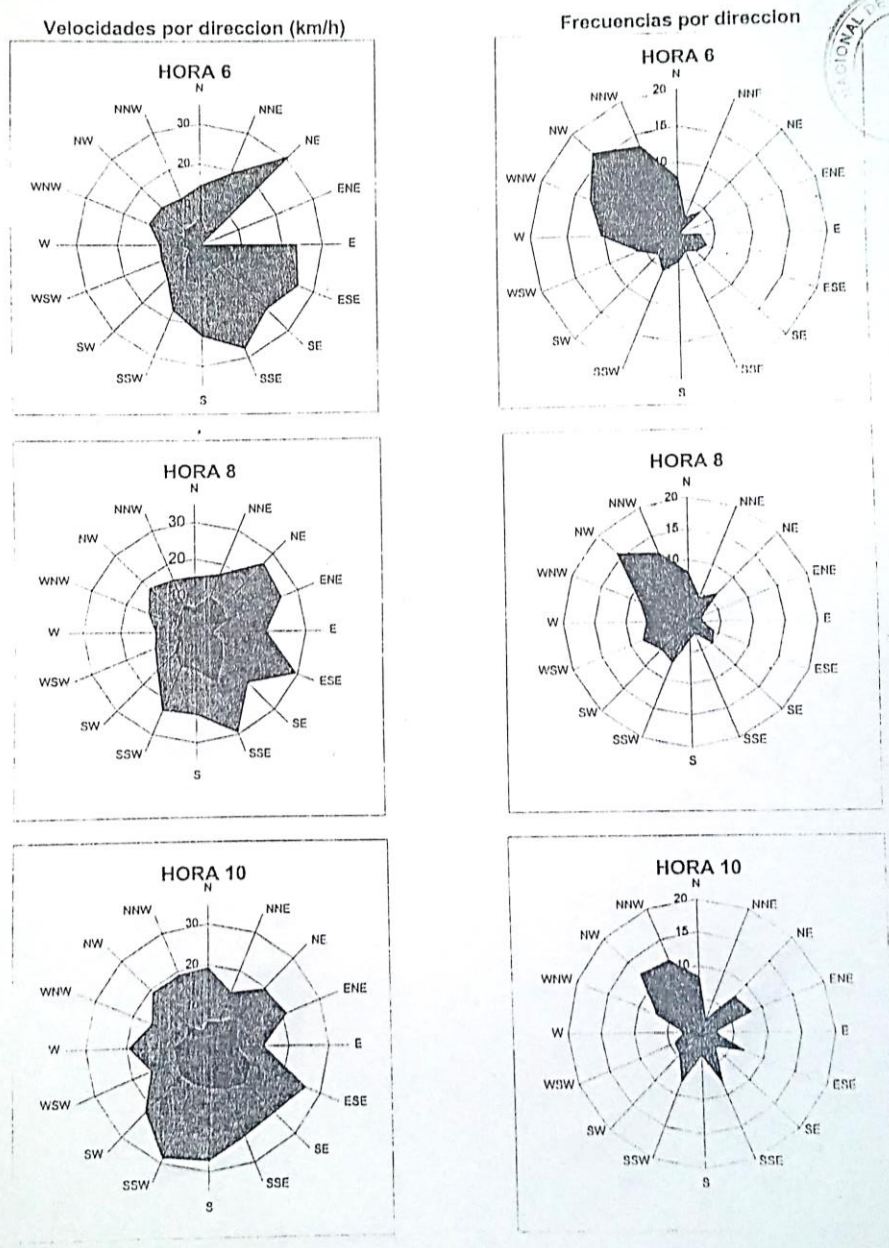 Velocidades por direccion (km/h)
HORA 6
N
NNE
NE
ENE
E
ESE
SE
SSE
S
SSW
SW
WSW
W
WNW
NW
NNW
30
20
HORA 8
N
NNE
NE
ENE
E
ESE
SE
SSE
S
SSW
SW
WSW
W
WNW
NW
NNW
30
20
HORA 10
N
NNE
NE
ENE
E
ESE
SE
SSE
S
SSW
SW
WSW
W
WNW
NW
NNW
30
20
Frecuencias por direccion
HORA 6
N
NNE
NE
ENE
E
ESE
SE
SSE
S
SSW
SW
WSW
W
WNW
NW
NNW
20
15
10
HORA 8
N
NNE
NE
ENE
E
ESE
SE
SSE
S
SSW
SW
WSW
W
WNW
NW
NNW
20
15
10
HORA 10
N
NNE
NE
ENE
E
ESE
SE
SSE
S
SSW
SW
WSW
W
WNW
NW
NNW
20
15
10